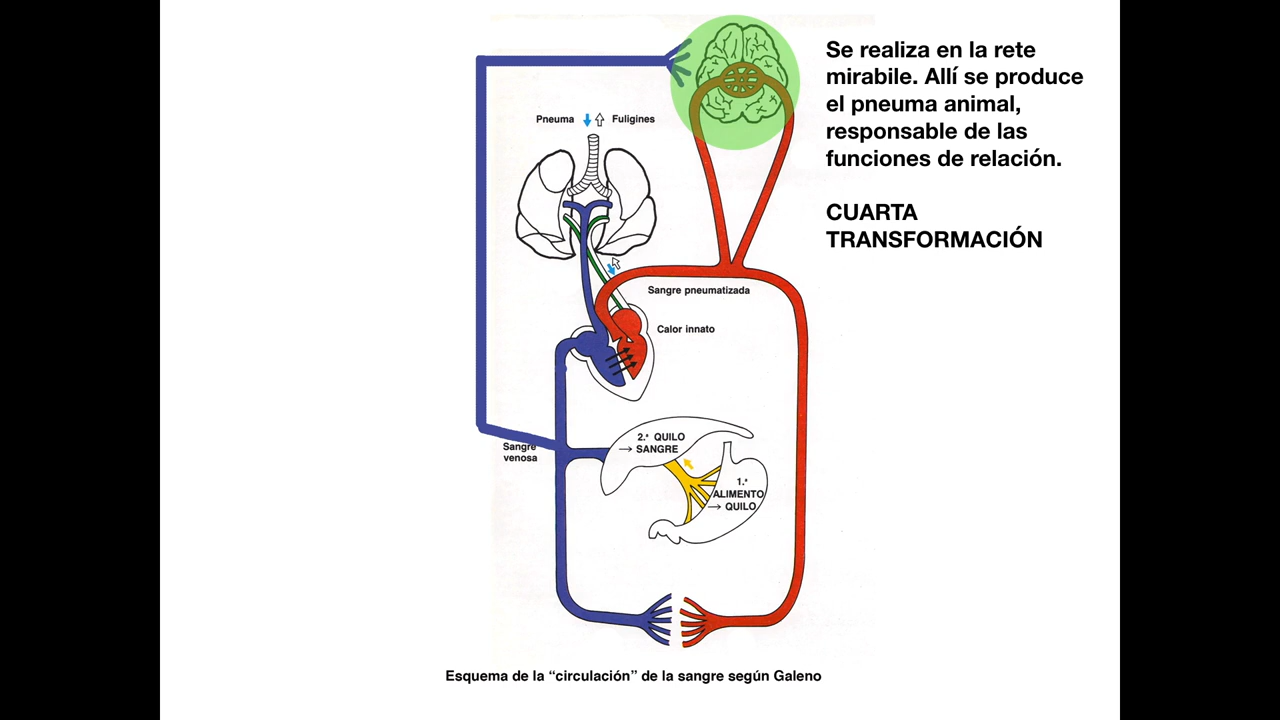 Se realiza en la rete
mirabile. Allí se produce
el pneuma animal,
responsable de las
funciones de relación.
CUARTA
TRANSFORMACIÓN
Pneuma
Fuligines
Sangre pneumatizada
Calor innato
Sangre
venosa
2.ª QUILO
→ SANGRE
1.ª
ALIMENTO
→ QUILO
Esquema de la “circulación” de la sangre según Galeno